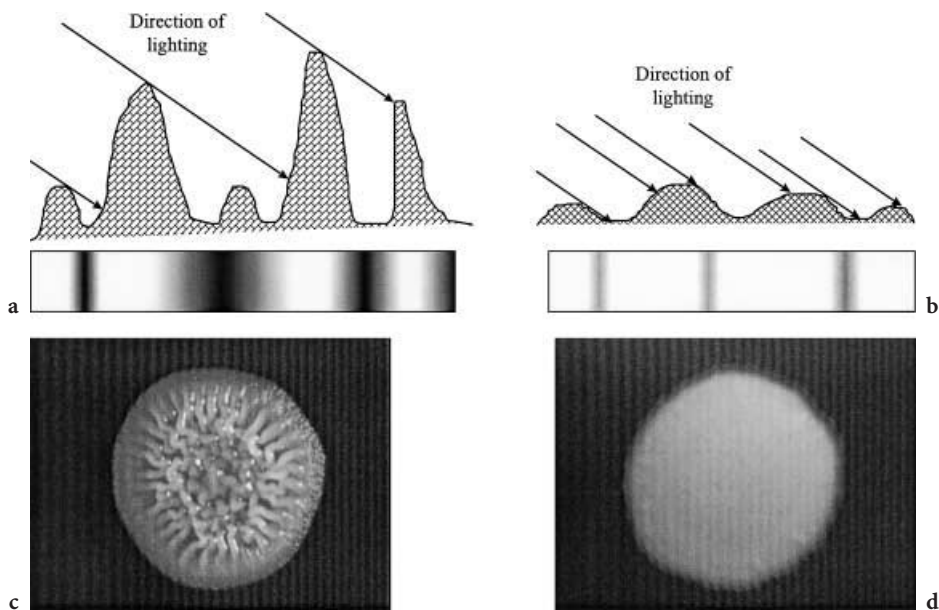 Direction of
lighting
Direction of
lighting
a
b
c
d